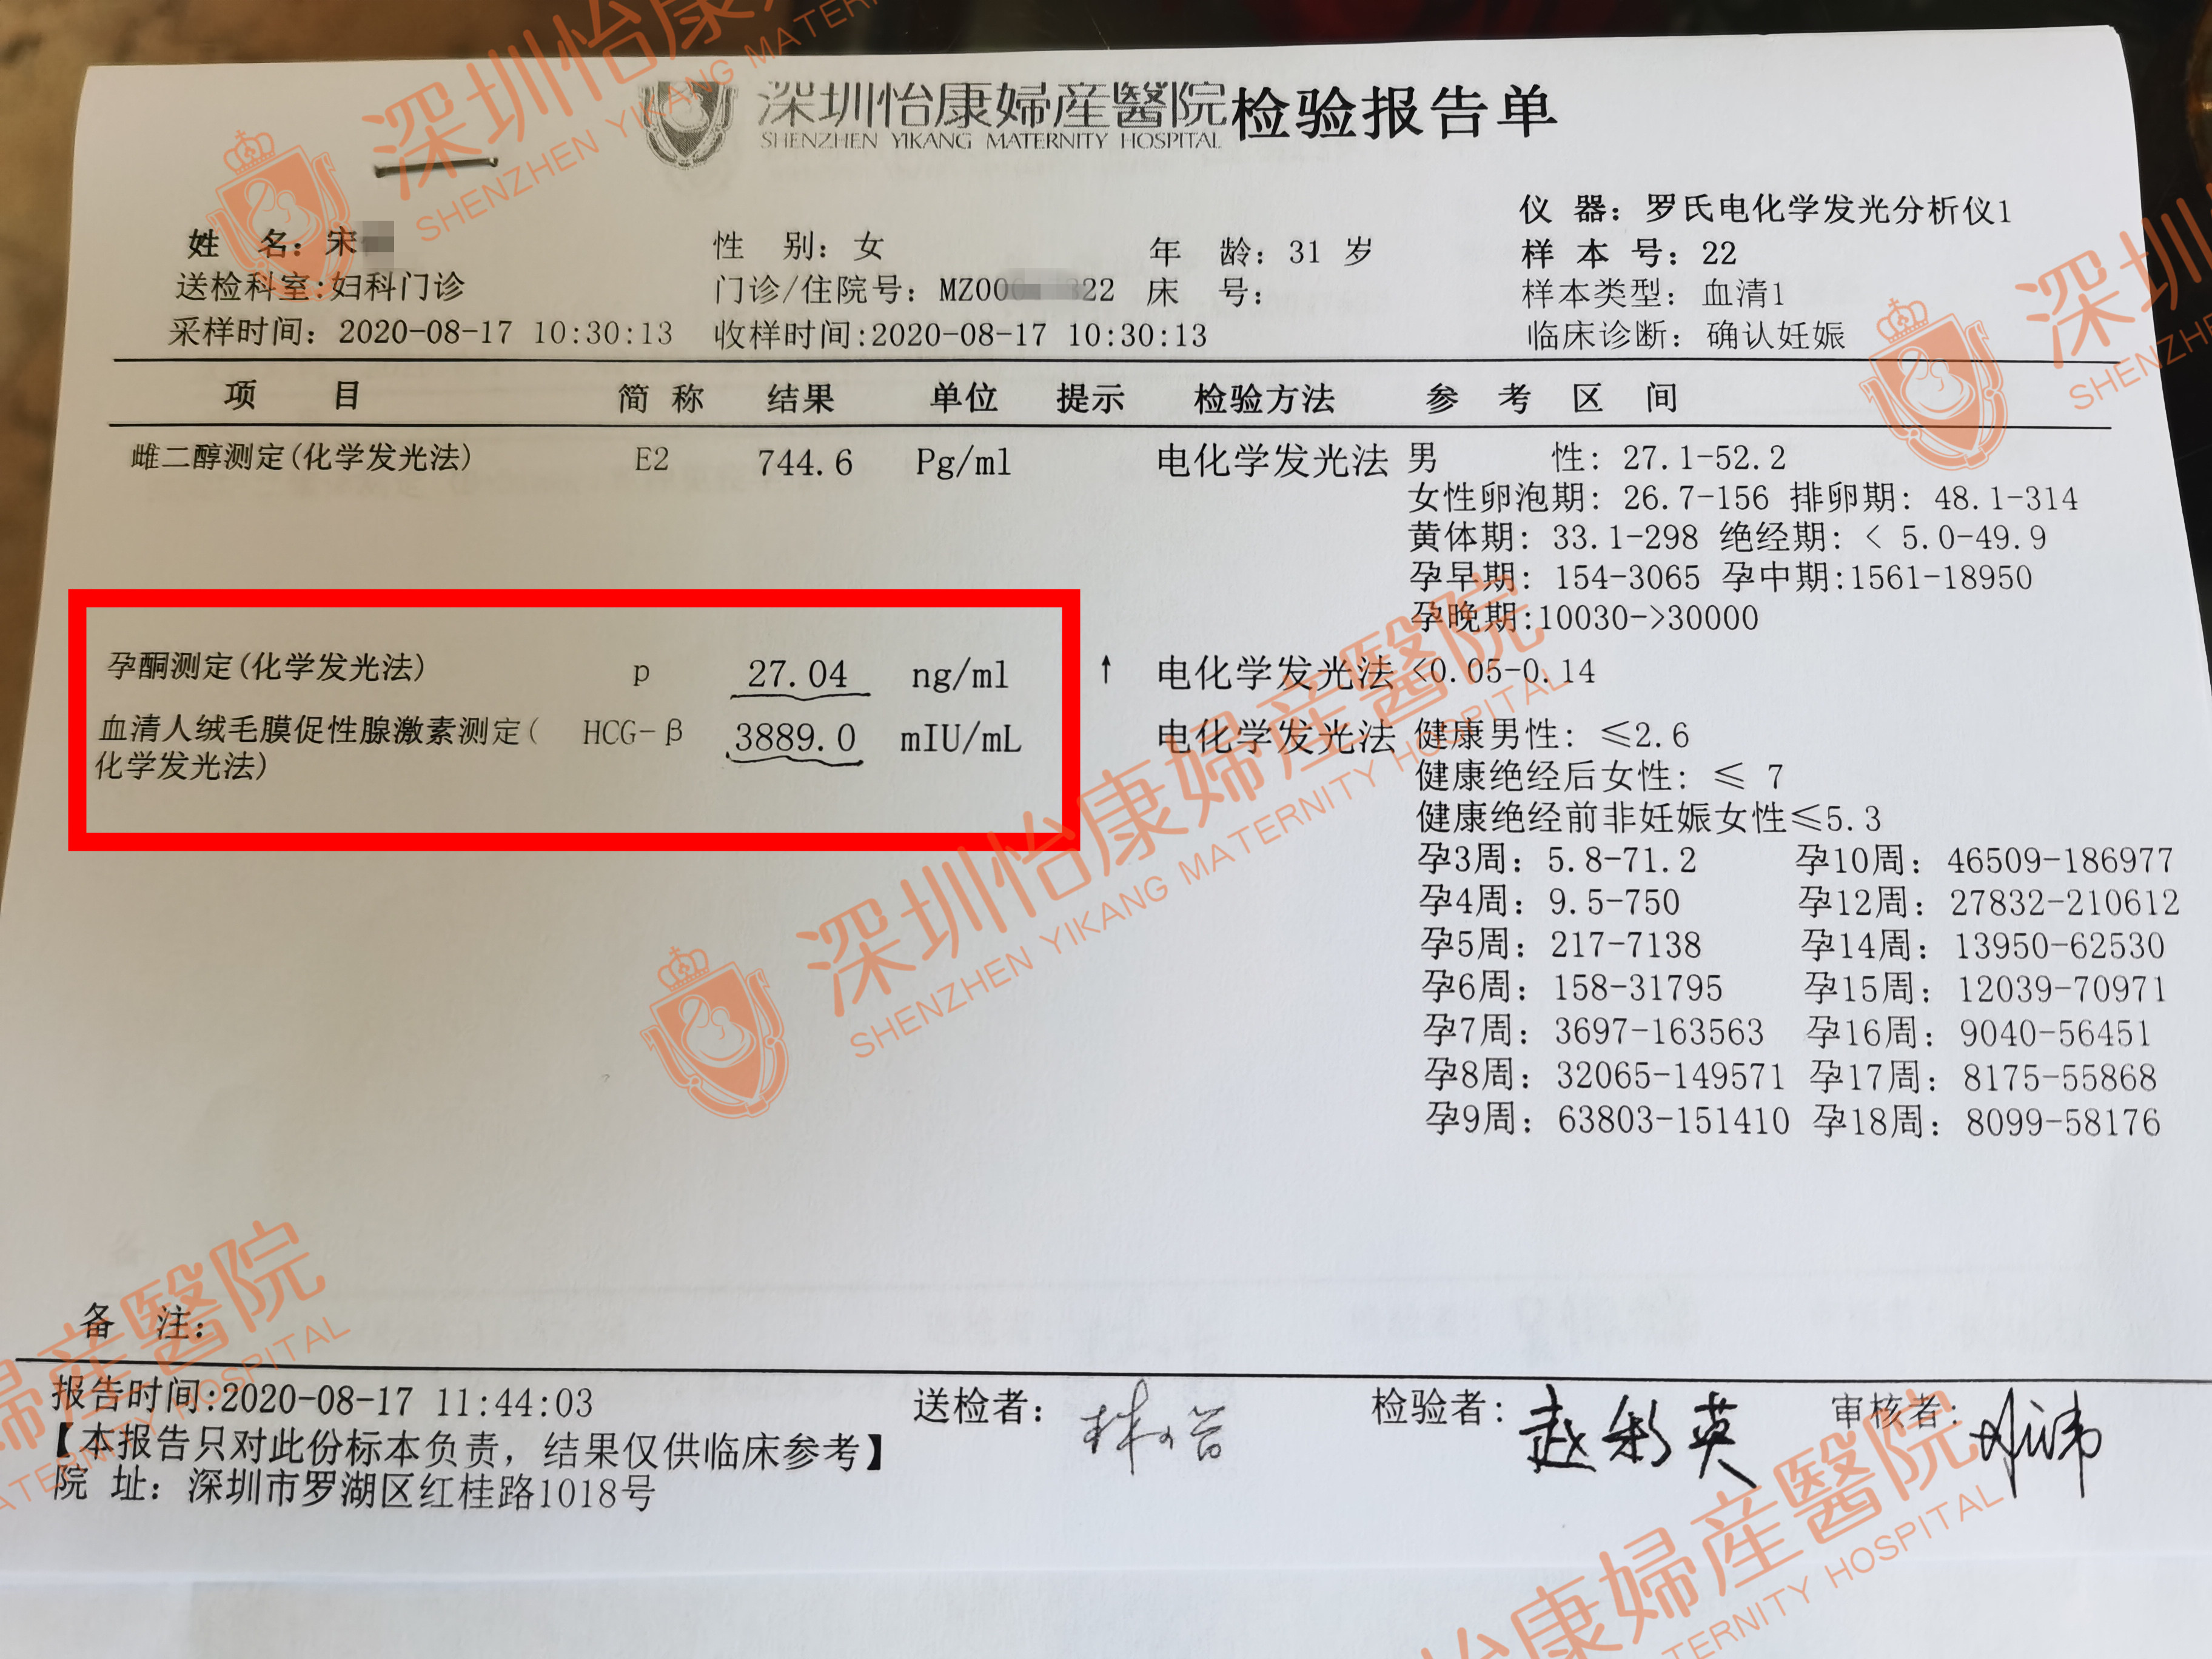 深圳怡康婦産醫院检验报告单
SHENZHEN YIKANG MATERNITY HOSPITAL
仪 器：罗氏电化学发光分析仪1
姓 名：宋 性 别：女 年 龄：31 岁 样 本 号：22
送检科室:妇科门诊 门诊/住院号：MZ00 322 床 号： 样本类型：血清1
采样时间：2020-08-17 10:30:13 收样时间:2020-08-17 10:30:13 临床诊断：确认妊娠
项 目 简 称 结果 单位 提示 检验方法 参 考 区 间
雌二醇测定(化学发光法) E2 744.6 Pg/ml 电化学发光法 男 性：27.1-52.2
女性卵泡期：26.7-156 排卵期：48.1-314
黄体期：33.1-298 绝经期：< 5.0-49.9
孕早期：154-3065 孕中期:1561-18950
孕晚期:10030->30000
孕酮测定(化学发光法) p 27.04 ng/ml ↑ 电化学发光法 <0.05-0.14
血清人绒毛膜促性腺激素测定( HCG-β 3889.0 mIU/mL 电化学发光法 健康男性：≤2.6
化学发光法)
健康绝经后女性：≤ 7
健康绝经前非妊娠女性≤5.3
孕3周：5.8-71.2 孕10周：46509-186977
孕4周：9.5-750 孕12周：27832-210612
孕5周：217-7138 孕14周：13950-62530
孕6周：158-31795 孕15周：12039-70971
孕7周：3697-163563 孕16周：9040-56451
孕8周：32065-149571 孕17周：8175-55868
孕9周：63803-151410 孕18周：8099-58176
备 注：
报告时间:2020-08-17 11:44:03 送检者： 检验者：赵彩英 审核者：
【本报告只对此份标本负责，结果仅供临床参考】
院 址：深圳市罗湖区红桂路1018号
深圳怡康婦産醫院
SHENZHEN YIKANG MATERNITY HOSPITAL